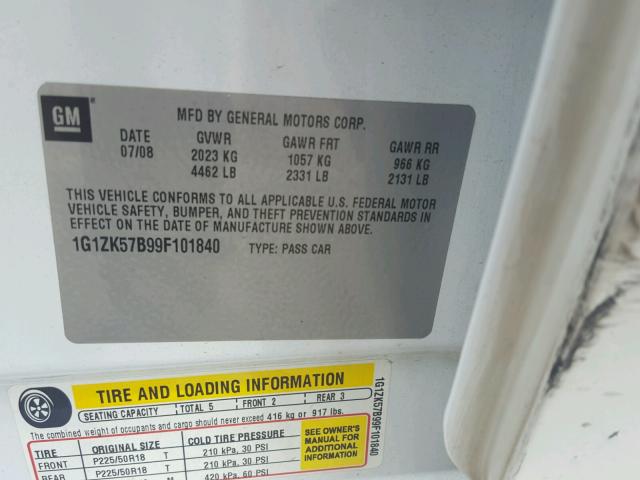 GM
MFD BY GENERAL MOTORS CORP.
DATE GVWR GAWR FRT GAWR RR
07/08 2023 KG 1057 KG 966 KG
4462 LB 2331 LB 2131 LB
THIS VEHICLE CONFORMS TO ALL APPLICABLE U.S. FEDERAL MOTOR
VEHICLE SAFETY, BUMPER, AND THEFT PREVENTION STANDARDS IN
EFFECT ON THE DATE OF MANUFACTURE SHOWN ABOVE.
1G1ZK57B99F101840 TYPE: PASS CAR
TIRE AND LOADING INFORMATION
SEATING CAPACITY TOTAL 5 FRONT 2 REAR 3
The combined weight of occupants and cargo should never exceed 416 kg or 917 lbs.
TIRE ORIGINAL SIZE COLD TIRE PRESSURE
FRONT P225/50R18 T 210 kPa, 30 PSI
REAR P225/50R18 T 210 kPa, 30 PSI
M 420 kPa, 60 PSI
SEE OWNER'S
MANUAL FOR
ADDITIONAL
INFORMATION
1G1ZK57B99F101840